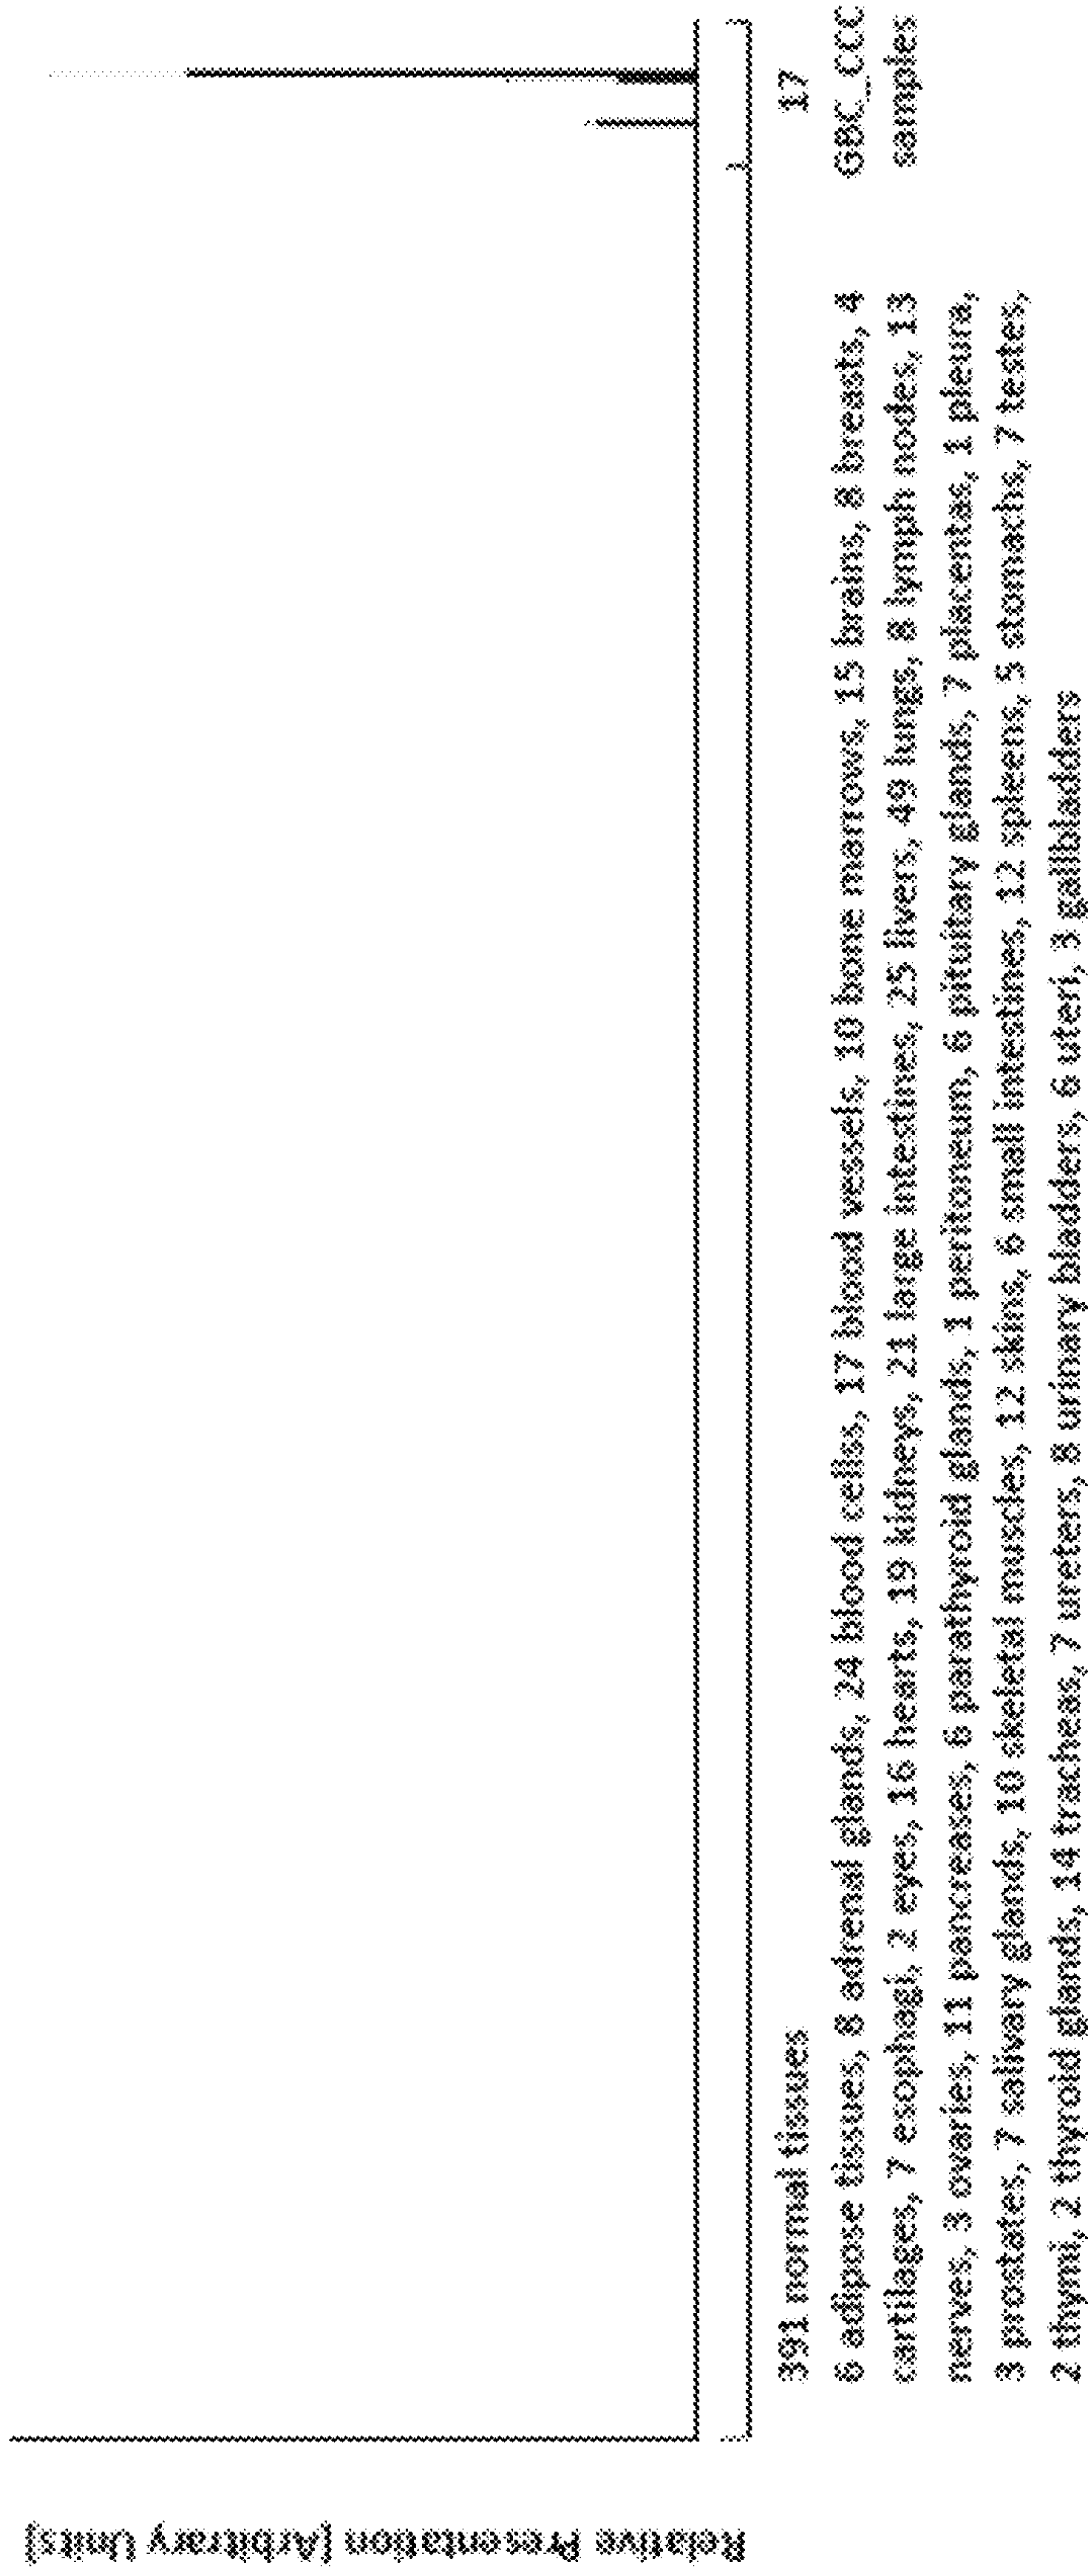 Relative Presentation [Arbitrary Units]
391 normal tissues
6 adipose tissues, 8 adrenal glands, 24 blood cellss, 17 blood vessels, 10 bone marrows, 15 brains, 8 breasts, 4
cartilages, 7 esophagi, 2 eyes, 16 hearts, 19 kidneys, 21 large intestines, 25 livers, 49 lungs, 8 lymph nodes, 13
nerves, 3 ovaries, 11 pancreases, 6 parathyroid glands, 1 peritoneum, 6 pituitary glands, 7 placentas, 1 pleura,
3 prostates, 7 salivary glands, 10 skeletal muscles, 12 skins, 6 small intestines, 12 spleens, 5 stomachs, 7 testes,
2 thymi, 2 thyroid glands, 14 tracheas, 7 ureters, 8 urinary bladders, 6 uteri, 3 gallbladders
17
GBC_CCC
samples